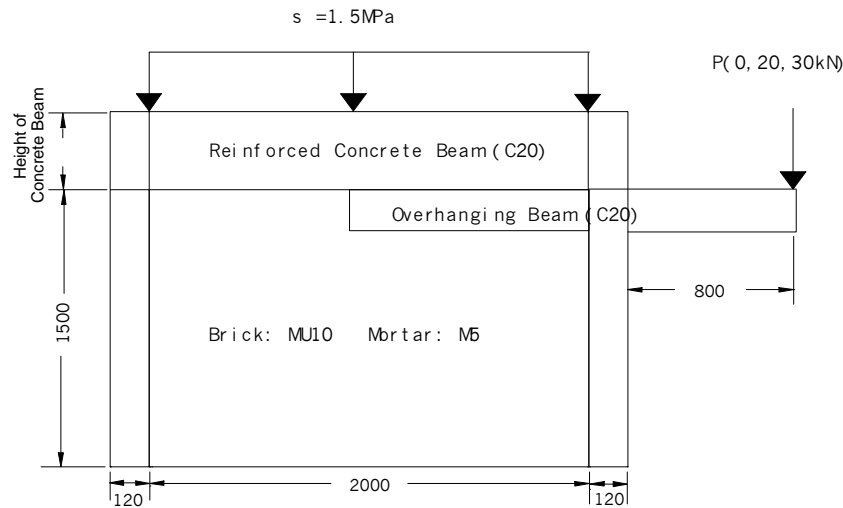 s =1.5MPa
P(0,20,30kN)
Height of
Concrete Beam
Reinforced Concrete Beam(C20)
Overhanging Beam(C20)
800
1500
Brick: MU10 Mortar: M5
120
2000
120